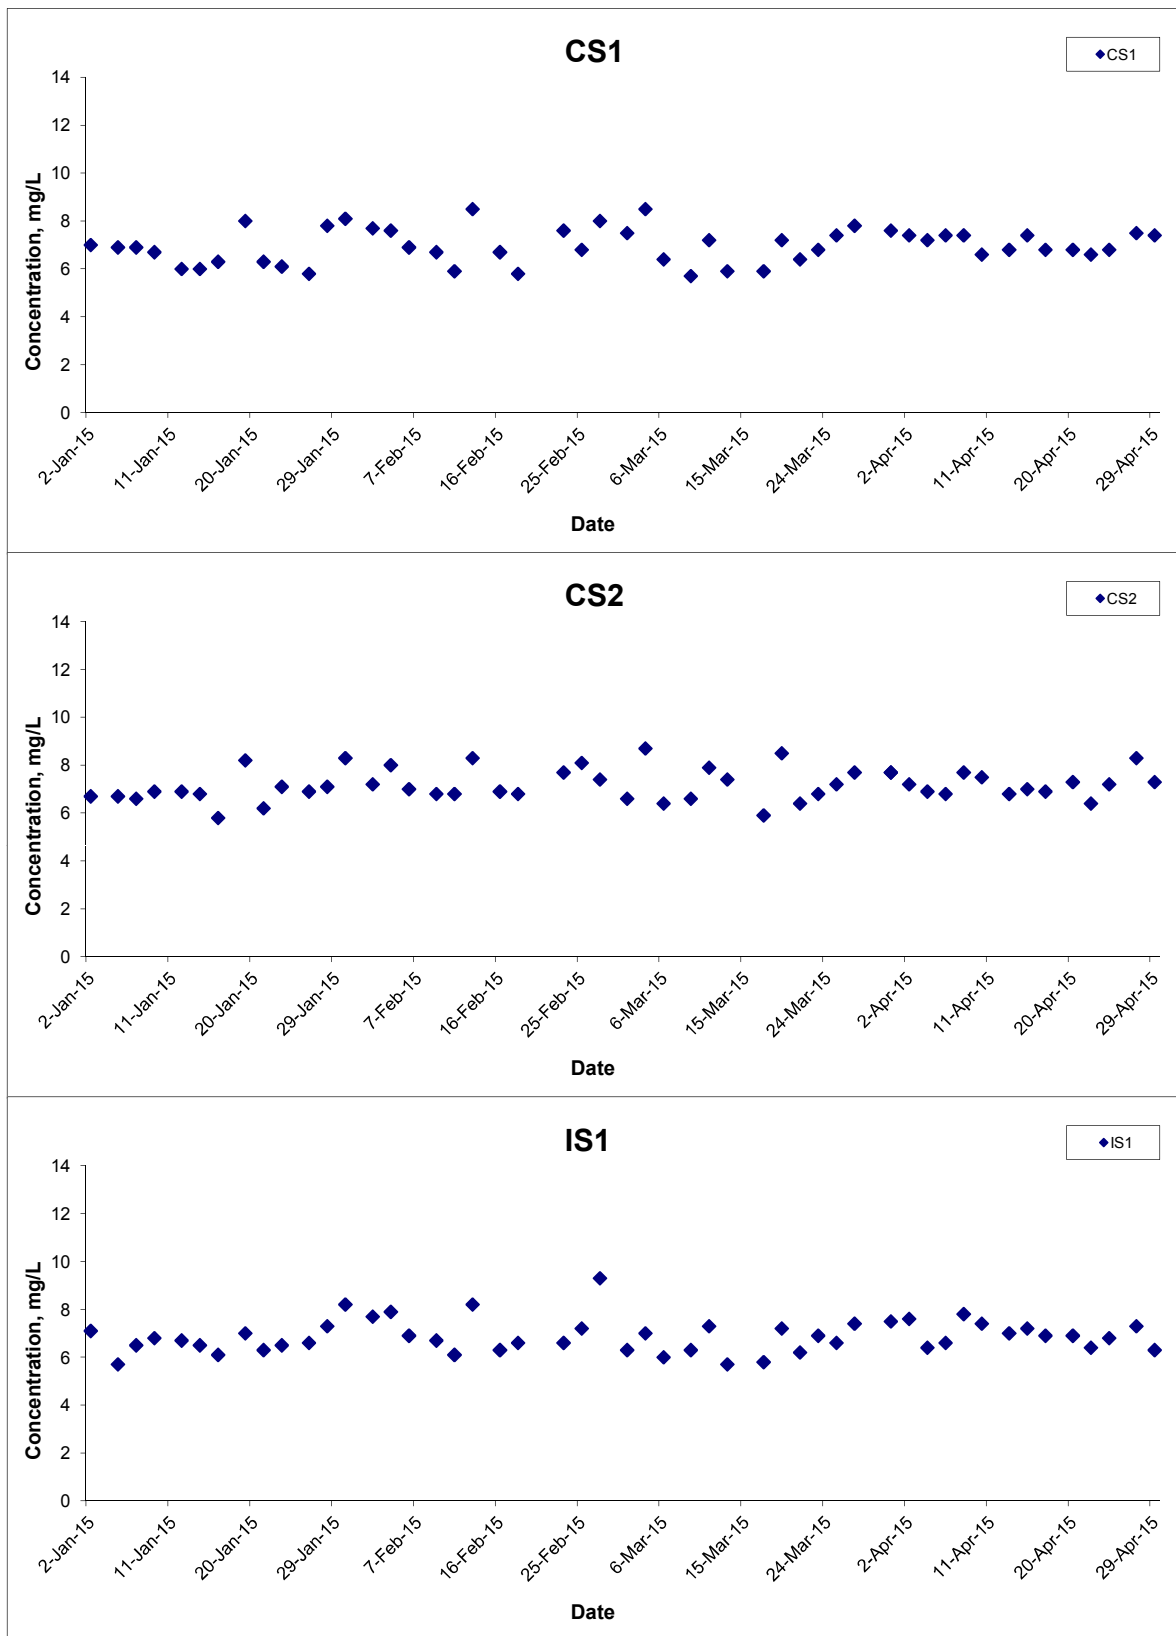 CS1
CS1
14
12
10
8
6
4
2
0
Concentration, mg/L
2-Jan-15
11-Jan-15
20-Jan-15
29-Jan-15
7-Feb-15
16-Feb-15
25-Feb-15
6-Mar-15
15-Mar-15
24-Mar-15
2-Apr-15
11-Apr-15
20-Apr-15
29-Apr-15
Date
CS2
CS2
14
12
10
8
6
4
2
0
Concentration, mg/L
2-Jan-15
11-Jan-15
20-Jan-15
29-Jan-15
7-Feb-15
16-Feb-15
25-Feb-15
6-Mar-15
15-Mar-15
24-Mar-15
2-Apr-15
11-Apr-15
20-Apr-15
29-Apr-15
Date
IS1
IS1
14
12
10
8
6
4
2
0
Concentration, mg/L
2-Jan-15
11-Jan-15
20-Jan-15
29-Jan-15
7-Feb-15
16-Feb-15
25-Feb-15
6-Mar-15
15-Mar-15
24-Mar-15
2-Apr-15
11-Apr-15
20-Apr-15
29-Apr-15
Date